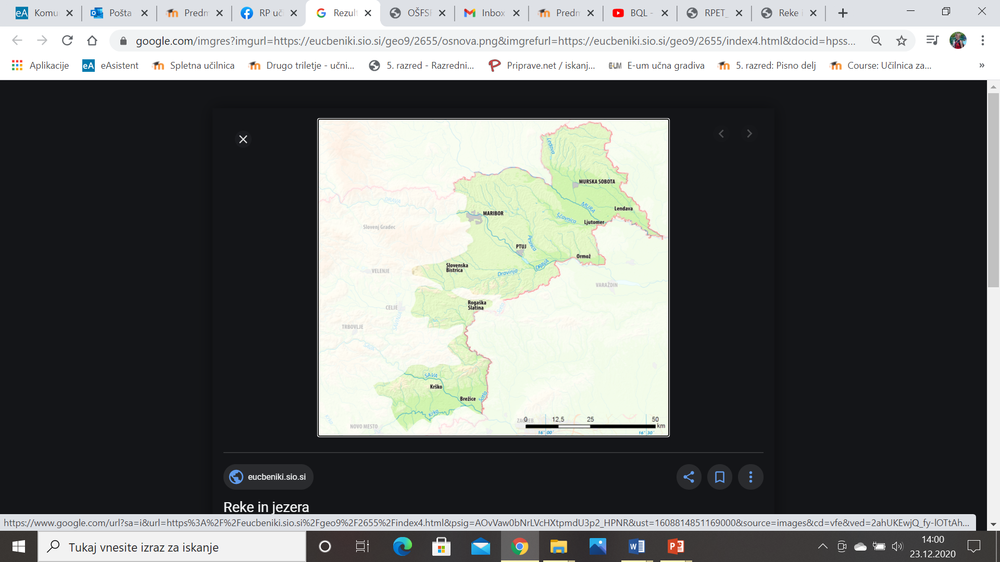 Komu
Pošta
Predm
RP uči
Rezult
OŠFSF
Inbox
Predm
BQL -
RPET_
Reke i
google.com/imgres?imgurl=https://eucbeniki.sio.si/geo9/2655/osnova.png&imgrefurl=https://eucbeniki.sio.si/geo9/2655/index4.html&docid=hpss...
Aplikacije
eA eAsistent
Spletna učilnica
Drugo triletje - učni...
5. razred - Razredni...
Priprave.net / iskanj...
E-um učna gradiva
5. razred: Pisno delj
Course: Učilnica za...
»
Ledava
MURSKA SOBOTA
DRAVA
MURA
Lendava
MARIBOR
Ščavnica
Ljutomer
Slovenj Gradec
Pesnica
PTUJ
Ormož
Slovenska
Bistrica
DRAVA
Dravinja
VELENJE
VARAŽDIN
Rogaška
Slatina
Sotla
CELJE
SAVINJA
TRBOVLJE
SAVA
SAVA
Krško
Brežice
Sotla
Krka
Krka
NOVO MESTO
ZAGREB
0 12,5 25 50
km
16° 00' 16° 30'
eucbeniki.sio.si
Reke in jezera
https://www.google.com/url?sa=i&url=https%3A%2F%2Feucbeniki.sio.si%2Fgeo9%2F2655%2Findex4.html&psig=AOvVaw0bNrLVcHXtpmdU3p2_HPNR&ust=1608814851169000&source=images&cd=vfe&ved=2ahUKEwjQ_fy-lOTtAh...
Tukaj vnesite izraz za iskanje
14:00
23.12.2020